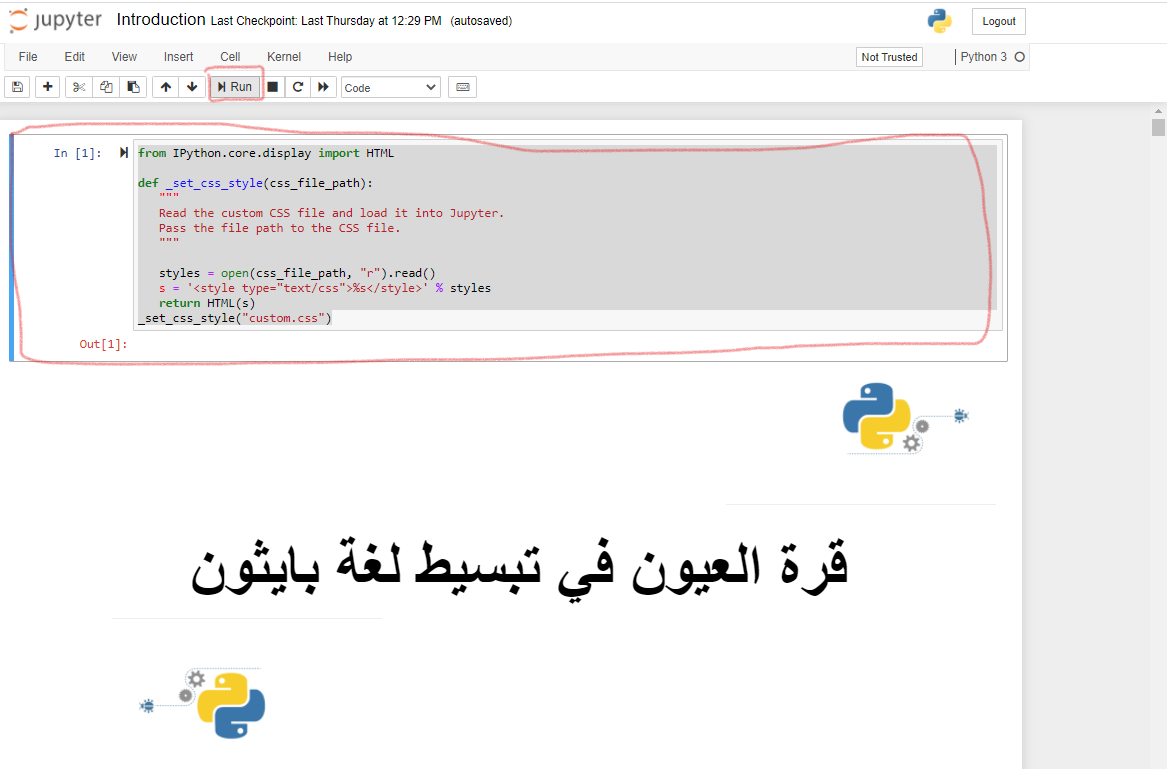 jupyter Introduction Last Checkpoint: Last Thursday at 12:29 PM (autosaved) Logout
File Edit View Insert Cell Kernel Help Not Trusted Python 3
Run Code
In [1]: from IPython.core.display import HTML
def _set_css_style(css_file_path):
"""
Read the custom CSS file and load it into Jupyter.
Pass the file path to the CSS file.
"""
styles = open(css_file_path, "r").read()
s = '<style type="text/css">%s</style>' % styles
return HTML(s)
_set_css_style("custom.css")
Out[1]:
قرة العيون في تبسيط لغة بايثون